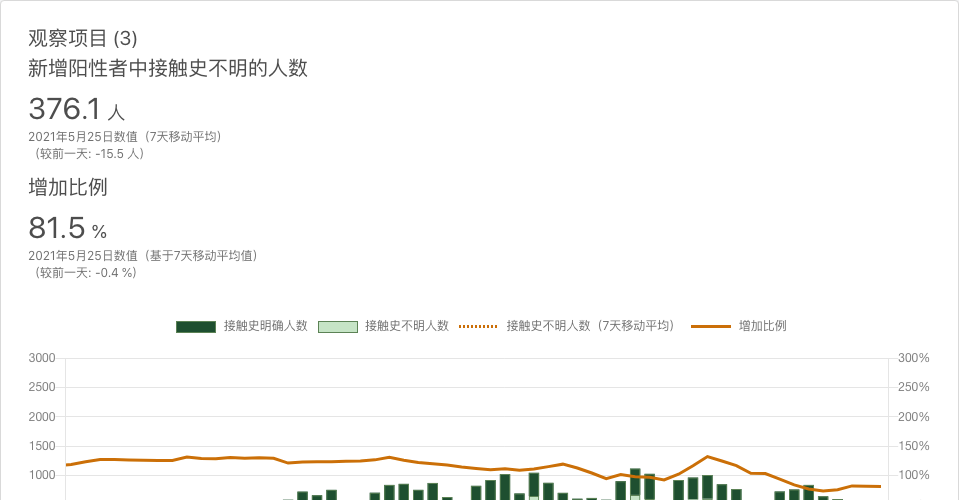 观察项目 (3)
新增阳性者中接触史不明的人数
376.1 人
2021年5月25日数值（7天移动平均）
（较前一天: -15.5 人）
增加比例
81.5 %
2021年5月25日数值（基于7天移动平均值）
（较前一天: -0.4 %）
接触史明确人数 接触史不明人数 接触史不明人数（7天移动平均） 增加比例
3000 300%
2500 250%
2000 200%
1500 150%
1000 100%